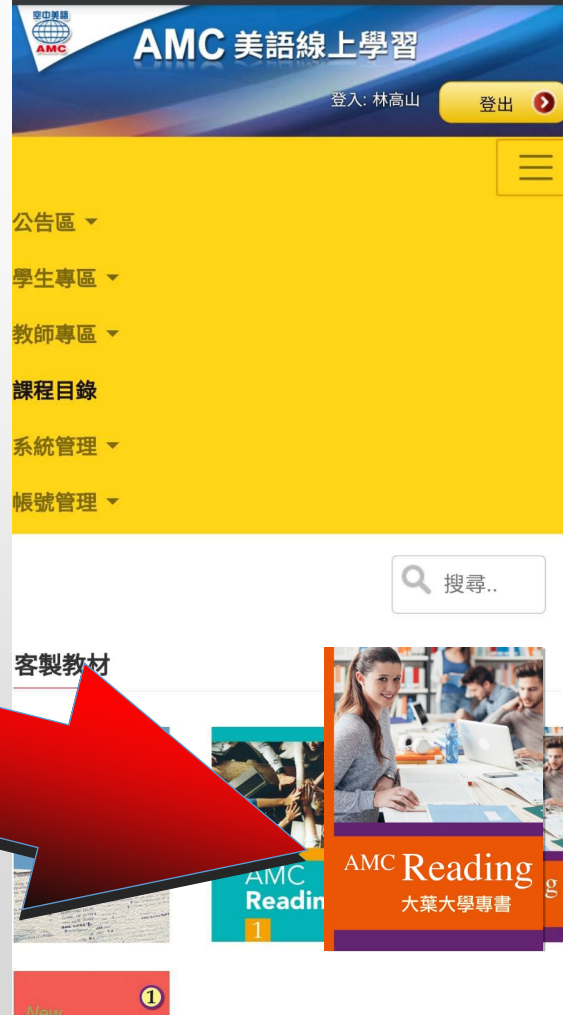 空中美語
AMC
AMC 美語線上學習
登入: 林高山
登出
公告區
學生專區
教師專區
課程目錄
系統管理
帳號管理
搜尋..
客製教材
AMC
Readin
1
AMC Reading
大葉大學專書
g
1
New